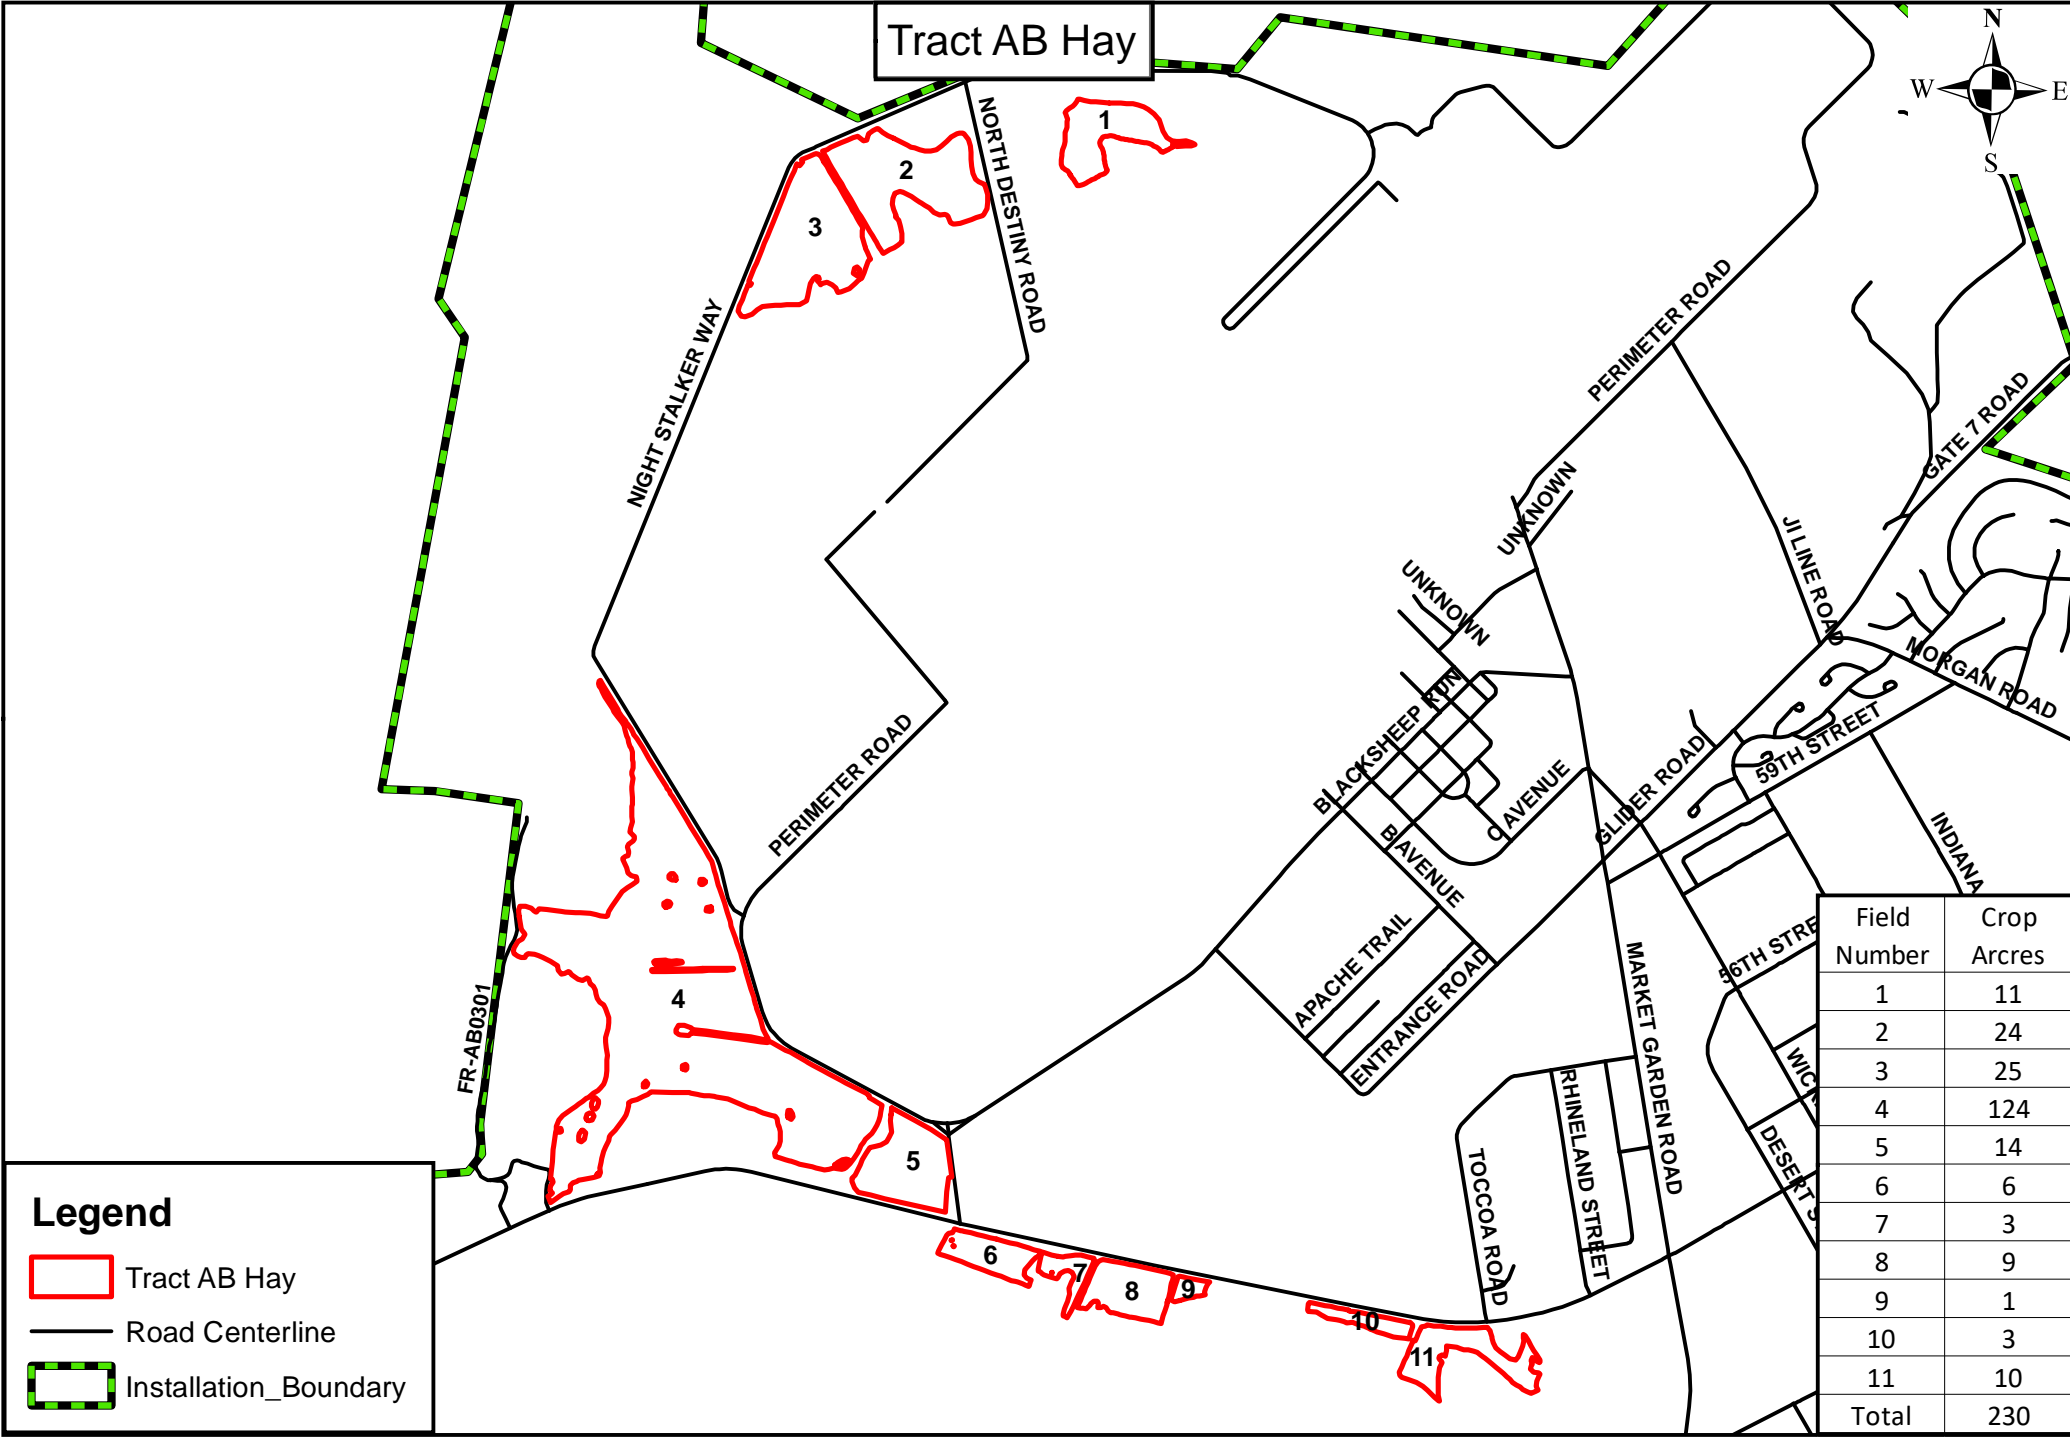 Tract AB Hay
N
W
E
S
1
2
3
NORTH DESTINY ROAD
NIGHT STALKER WAY
PERIMETER ROAD
GATE 7 ROAD
UNKNOWN
UNKNOWN
JI LINE ROAD
MORGAN ROAD
BLACKSHEEP RUN
59TH STREET
PERIMETER ROAD
C AVENUE
GLIDER ROAD
B AVENUE
INDIANA
APACHE TRAIL
ENTRANCE ROAD
MARKET GARDEN ROAD
56TH STRE
4
FR-AB0301
WICK
RHINELAND STREET
TOCCOA ROAD
DESERT S
5
6
7
8
9
10
11
Legend
Tract AB Hay
Road Centerline
Installation_Boundary
Field Number Crop Arcres
1 11
2 24
3 25
4 124
5 14
6 6
7 3
8 9
9 1
10 3
11 10
Total 230